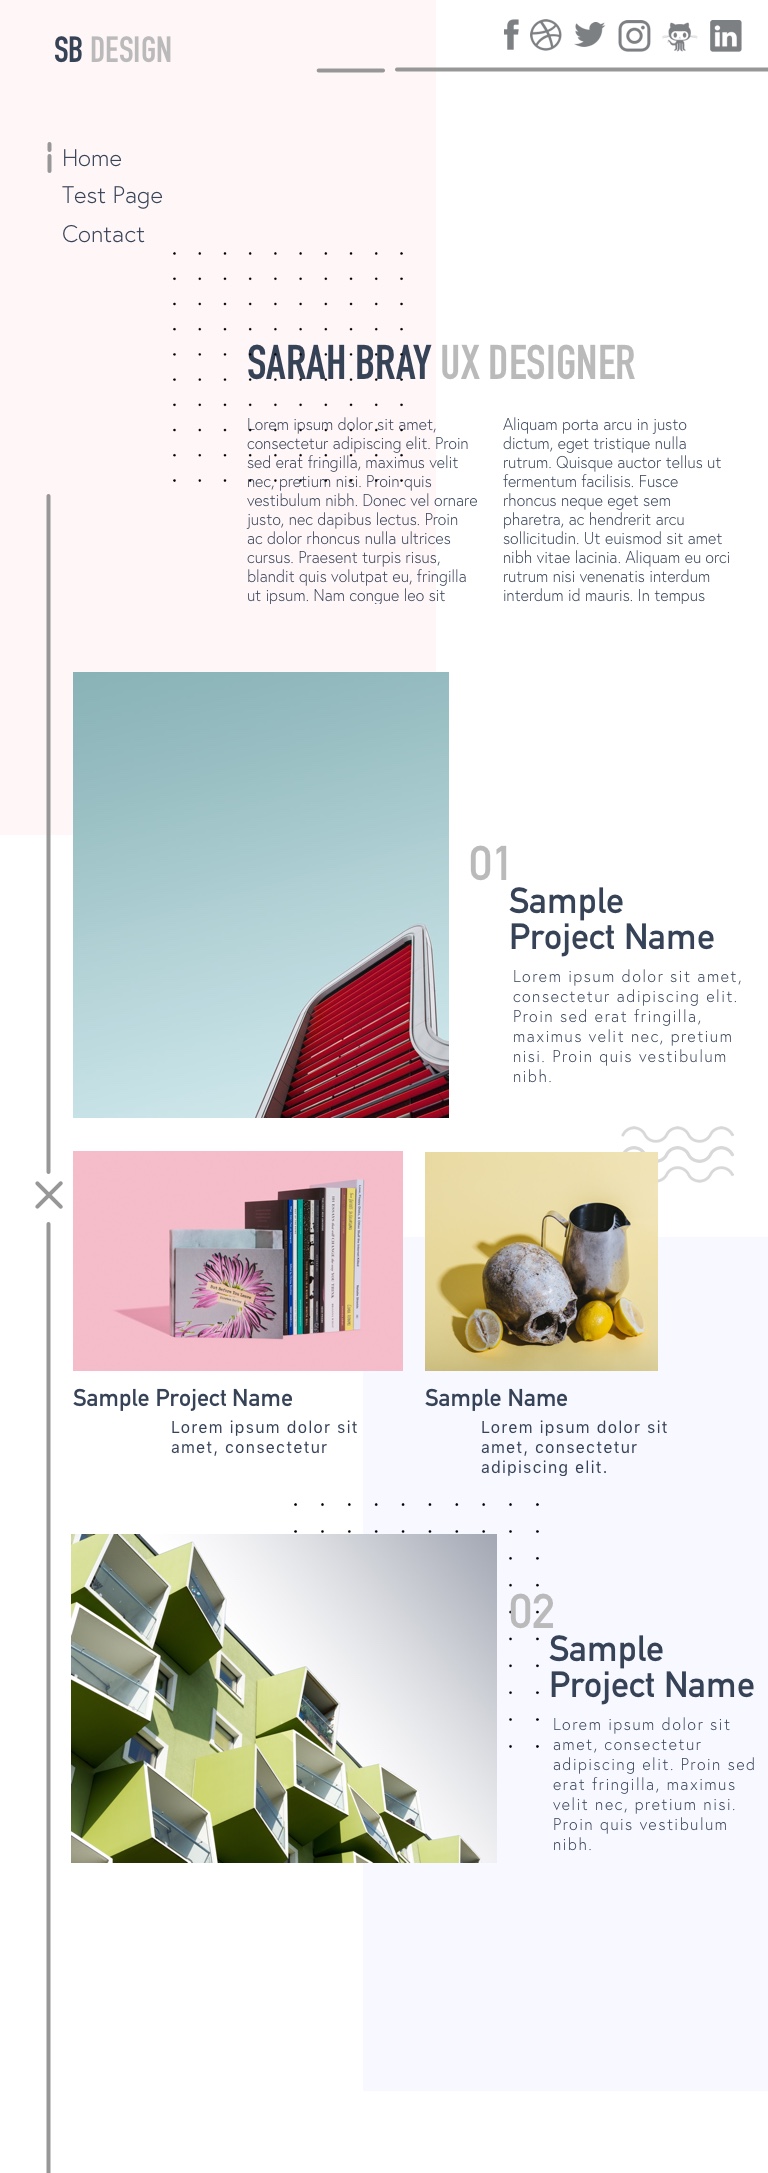 SB DESIGN
Home
Test Page
Contact
SARAH BRAY UX DESIGNER
Lorem ipsum dolor sit amet,
consectetur adipiscing elit. Proin
sed erat fringilla, maximus velit
nec, pretium nisi. Proin quis
vestibulum nibh. Donec vel ornare
justo, nec dapibus lectus. Proin
ac dolor rhoncus nulla ultrices
cursus. Praesent turpis risus,
blandit quis volutpat eu, fringilla
ut ipsum. Nam congue leo sit
Aliquam porta arcu in justo
dictum, eget tristique nulla
rutrum. Quisque auctor tellus ut
fermentum facilisis. Fusce
rhoncus neque eget sem
pharetra, ac hendrerit arcu
sollicitudin. Ut euismod sit amet
nibh vitae lacinia. Aliquam eu orci
rutrum nisi venenatis interdum
interdum id mauris. In tempus
01
Sample
Project Name
Lorem ipsum dolor sit amet,
consectetur adipiscing elit.
Proin sed erat fringilla,
maximus velit nec, pretium
nisi. Proin quis vestibulum
nibh.
Sample Project Name
Lorem ipsum dolor sit
amet, consectetur
Sample Name
Lorem ipsum dolor sit
amet, consectetur
adipiscing elit.
02
Sample
Project Name
Lorem ipsum dolor sit
amet, consectetur
adipiscing elit. Proin sed
erat fringilla, maximus
velit nec, pretium nisi.
Proin quis vestibulum
nibh.